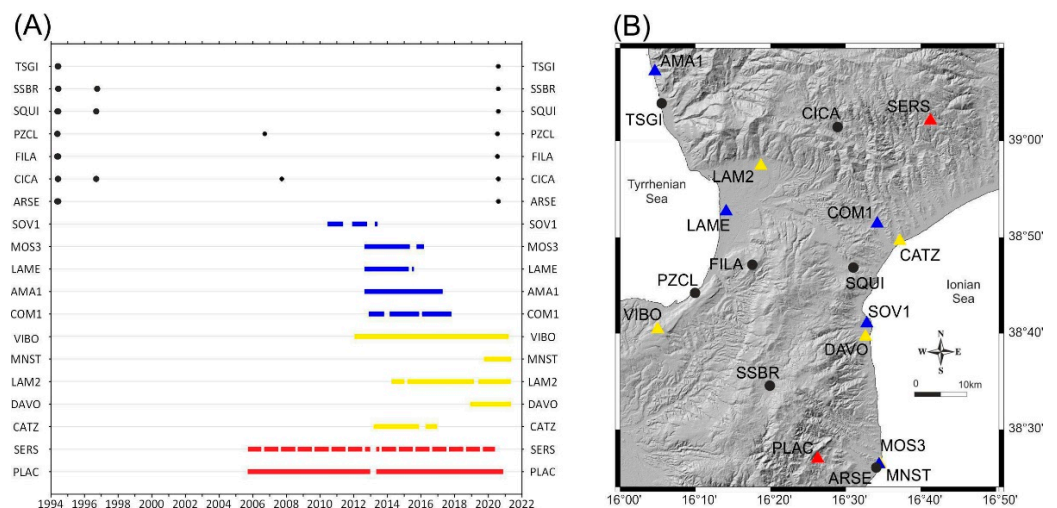 (A)
TSGI TSGI
SSBR SSBR
SQUI SQUI
PZCL PZCL
FILA FILA
CICA CICA
ARSE ARSE
SOV1 SOV1
MOS3 MOS3
LAME LAME
AMA1 AMA1
COM1 COM1
VIBO VIBO
MNST MNST
LAM2 LAM2
DAVO DAVO
CATZ CATZ
SERS SERS
PLAC PLAC
1994 1996 1998 2000 2002 2004 2006 2008 2010 2012 2014 2016 2018 2020 2022
(B)
AMA1
TSGI
CICA
SERS
39°00'
LAM2
Tyrrhenian
Sea
LAME
COM1
38°50'
CATZ
FILA
SQUI
PZCL
Ionian
Sea
VIBO
SOV1
38°40'
DAVO
N
W E
S
SSBR
0 10km
38°30'
PLAC
MOS3
ARSE
MNST
16°00' 16°10' 16°20' 16°30' 16°40' 16°50'